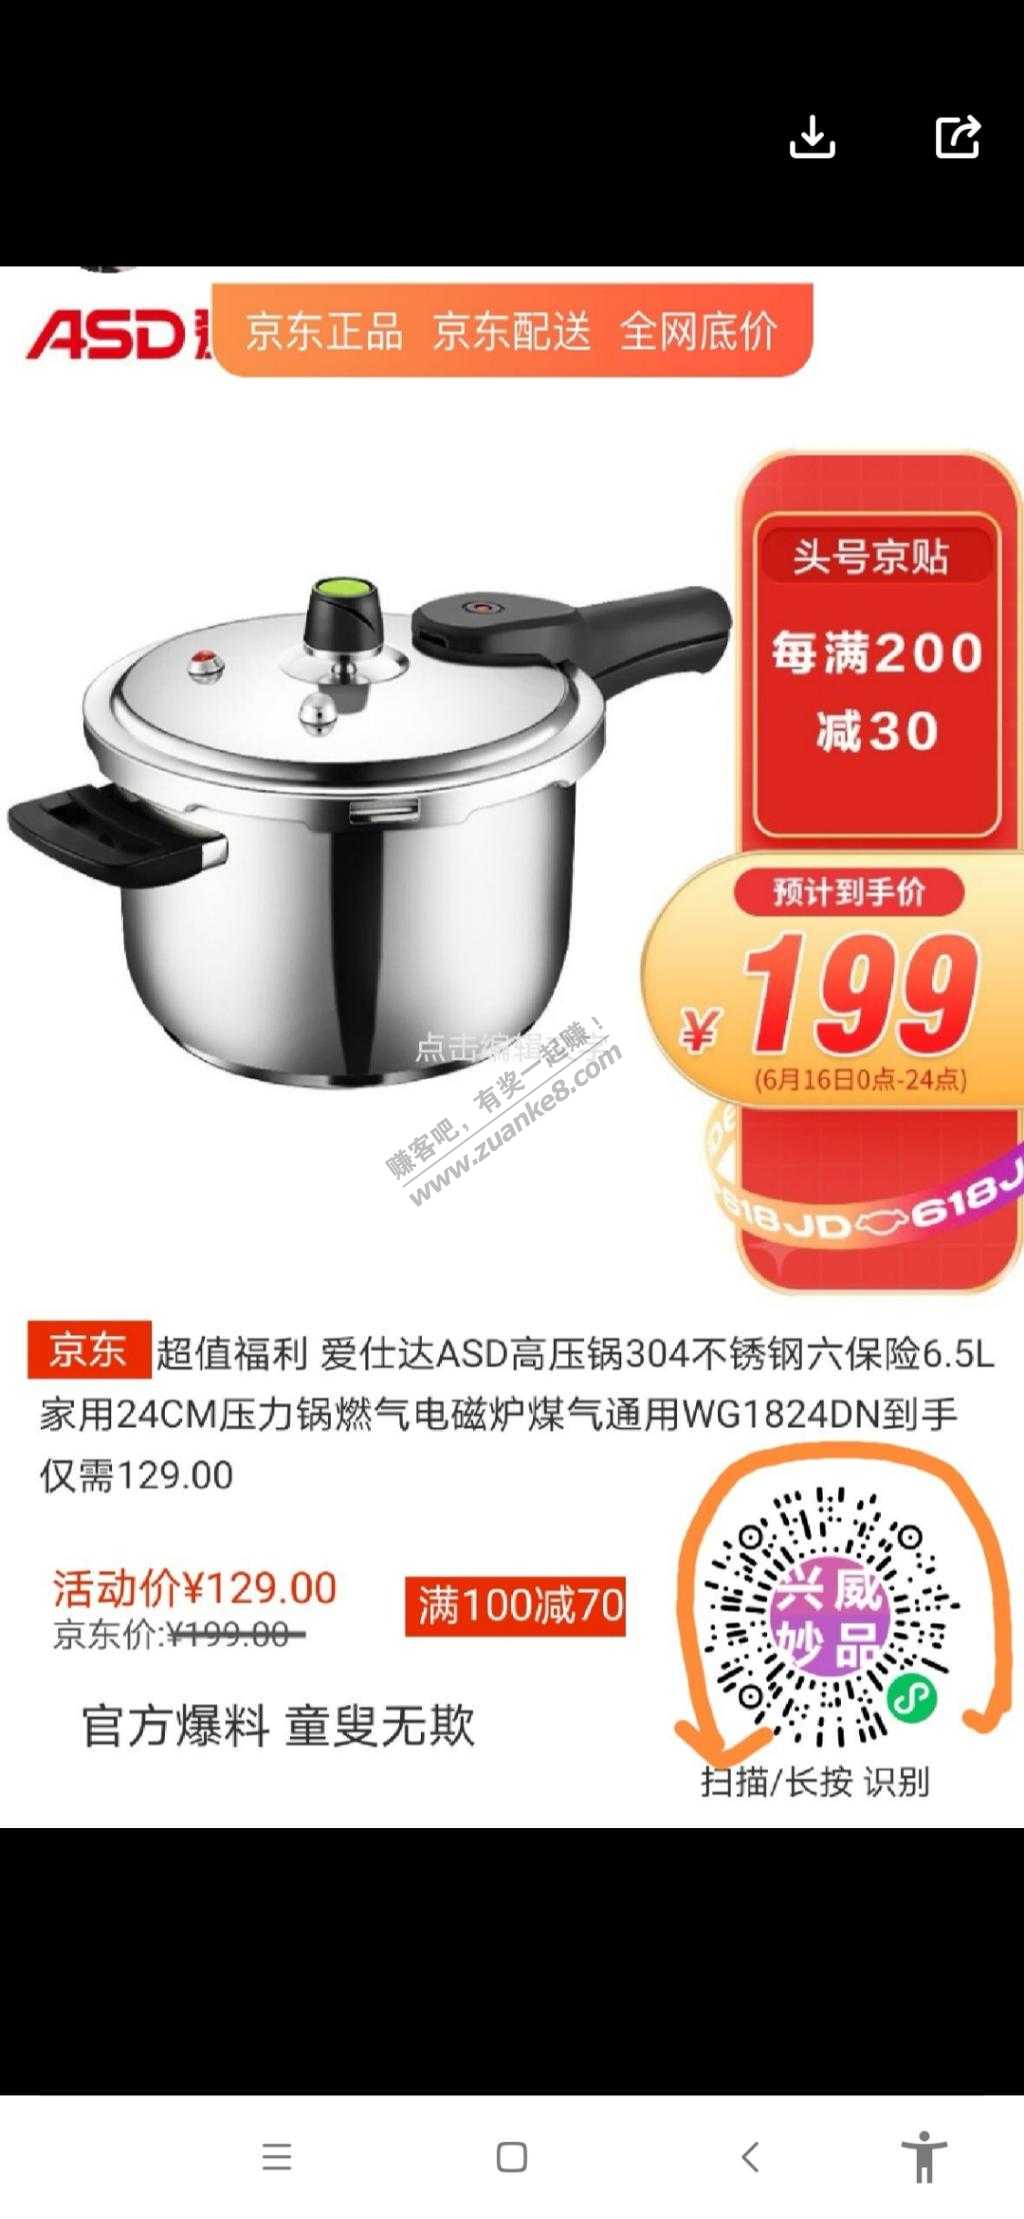 ASD
京东正品 京东配送 全网底价
头号京贴
每满200
减30
预计到手价
¥199
(6月16日0点-24点)
点击编辑
赚客吧，有奖一起赚！
www.zuanke8.com
618JD 618J
京东 超值福利 爱仕达ASD高压锅304不锈钢六保险6.5L
家用24CM压力锅燃气电磁炉煤气通用WG1824DN到手
仅需129.00
活动价¥129.00
满100减70
京东价:¥199.00
兴威
妙品
官方爆料 童叟无欺
扫描/长按 识别